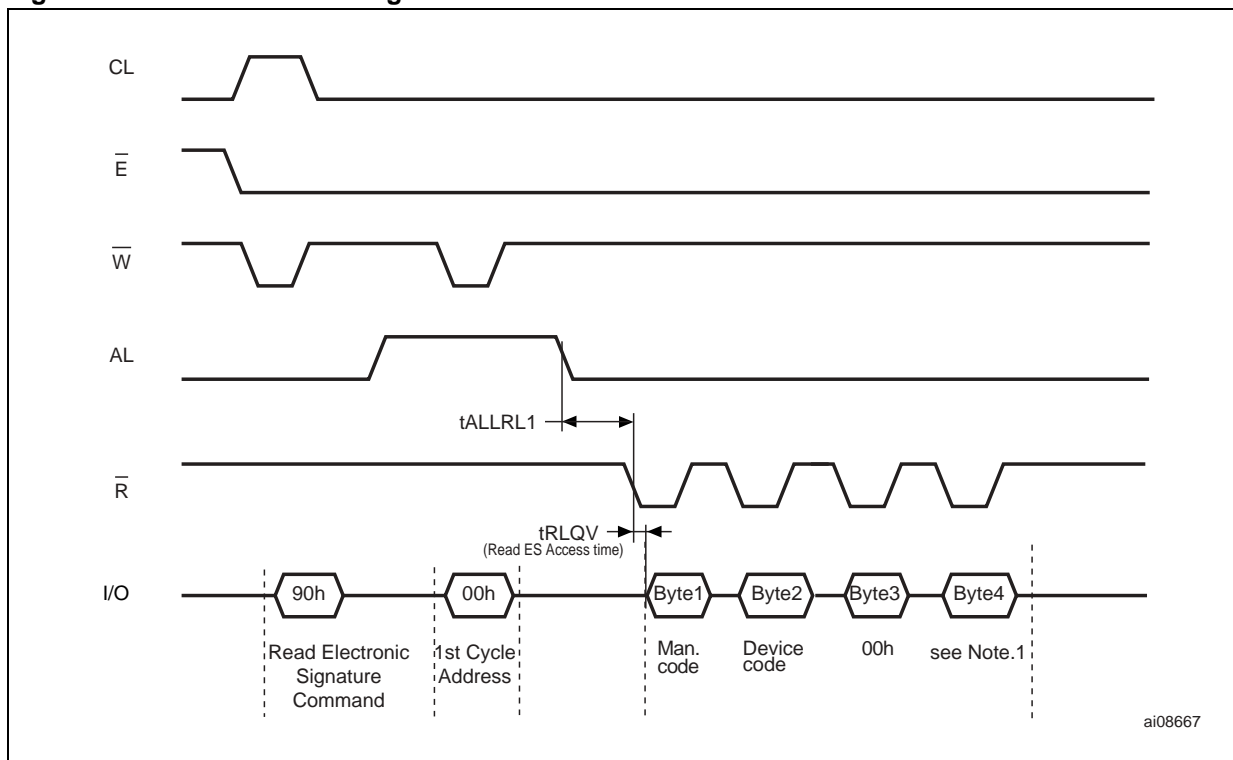 CL
E
W
AL
tALLRL1
R
tRLQV
(Read ES Access time)
I/O
90h
00h
Byte1
Byte2
Byte3
Byte4
Read Electronic
Signature
Command
1st Cycle
Address
Man.
code
Device
code
00h
see Note.1
ai08667